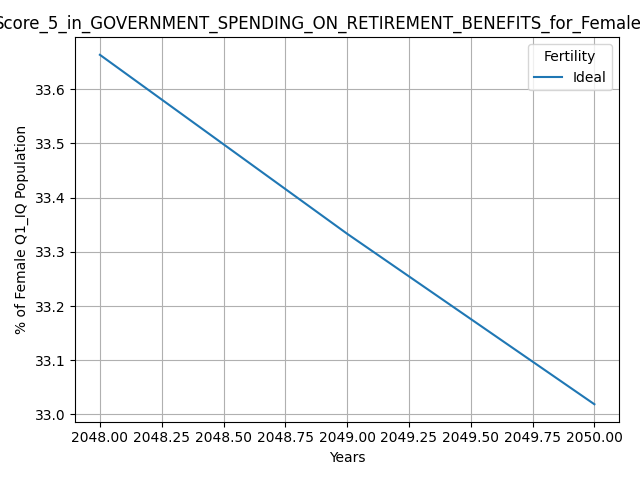 Score_5_in_GOVERNMENT_SPENDING_ON_RETIREMENT_BENEFITS_for_Female
Fertility
Ideal
% of Female Q1_IQ Population
33.6
33.5
33.4
33.3
33.2
33.1
33.0
2048.00 2048.25 2048.50 2048.75 2049.00 2049.25 2049.50 2049.75 2050.00
Years